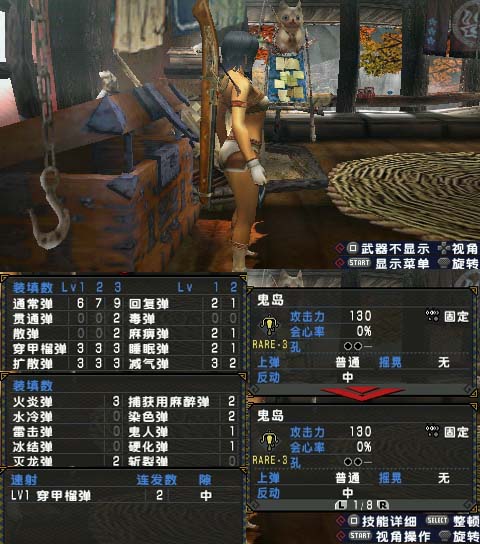 武器不显示 视角
START 显示菜单 旋转
装填数 Lv1 2 3 Lv 1 2
通常弹 6 7 9 回复弹 2 1
贯通弹 0 0 2 毒弹 0 0
散弹 0 0 2 麻痹弹 2 1
穿甲榴弹 3 3 3 睡眠弹 2 1
扩散弹 3 3 3 减气弹 3 2
装填数
火炎弹 3 捕获用麻醉弹 2
水冷弹 0 染色弹 2
雷击弹 0 鬼人弹 1
冰结弹 0 硬化弹 1
灭龙弹 2 斩裂弹 0
速射 连发数 隙
LV1 穿甲榴弹 2 中
鬼岛
攻击力 130 固定
会心率 0%
RARE-3 孔
上弹 普通 摇晃 无
反动 中
鬼岛
攻击力 130 固定
会心率 0%
RARE-3 孔
上弹 普通 摇晃 无
反动 中
L 1/8 R
技能详细 SELECT 整顿
START 视角操作 旋转